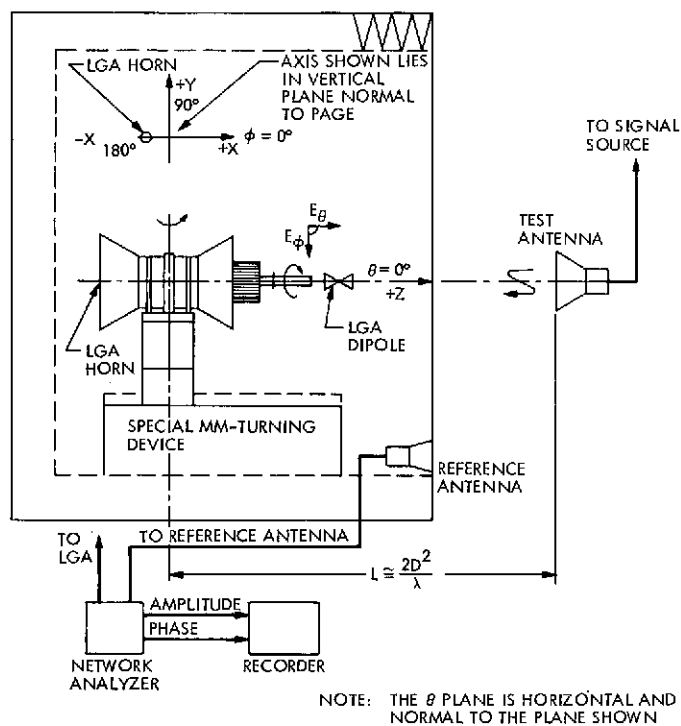 LGA HORN
AXIS SHOWN LIES
IN VERTICAL
PLANE NORMAL
TO PAGE
+Y
90°
-X
180°
+X
ϕ = 0°
TO SIGNAL
SOURCE
E_θ
E_ϕ
TEST
ANTENNA
θ = 0°
+Z
LGA
DIPOLE
LGA
HORN
SPECIAL MM-TURNING
DEVICE
REFERENCE
ANTENNA
TO
LGA
TO REFERENCE ANTENNA
L ≅ 2D²/λ
AMPLITUDE
PHASE
NETWORK
ANALYZER
RECORDER
NOTE: THE θ PLANE IS HORIZONTAL AND
NORMAL TO THE PLANE SHOWN